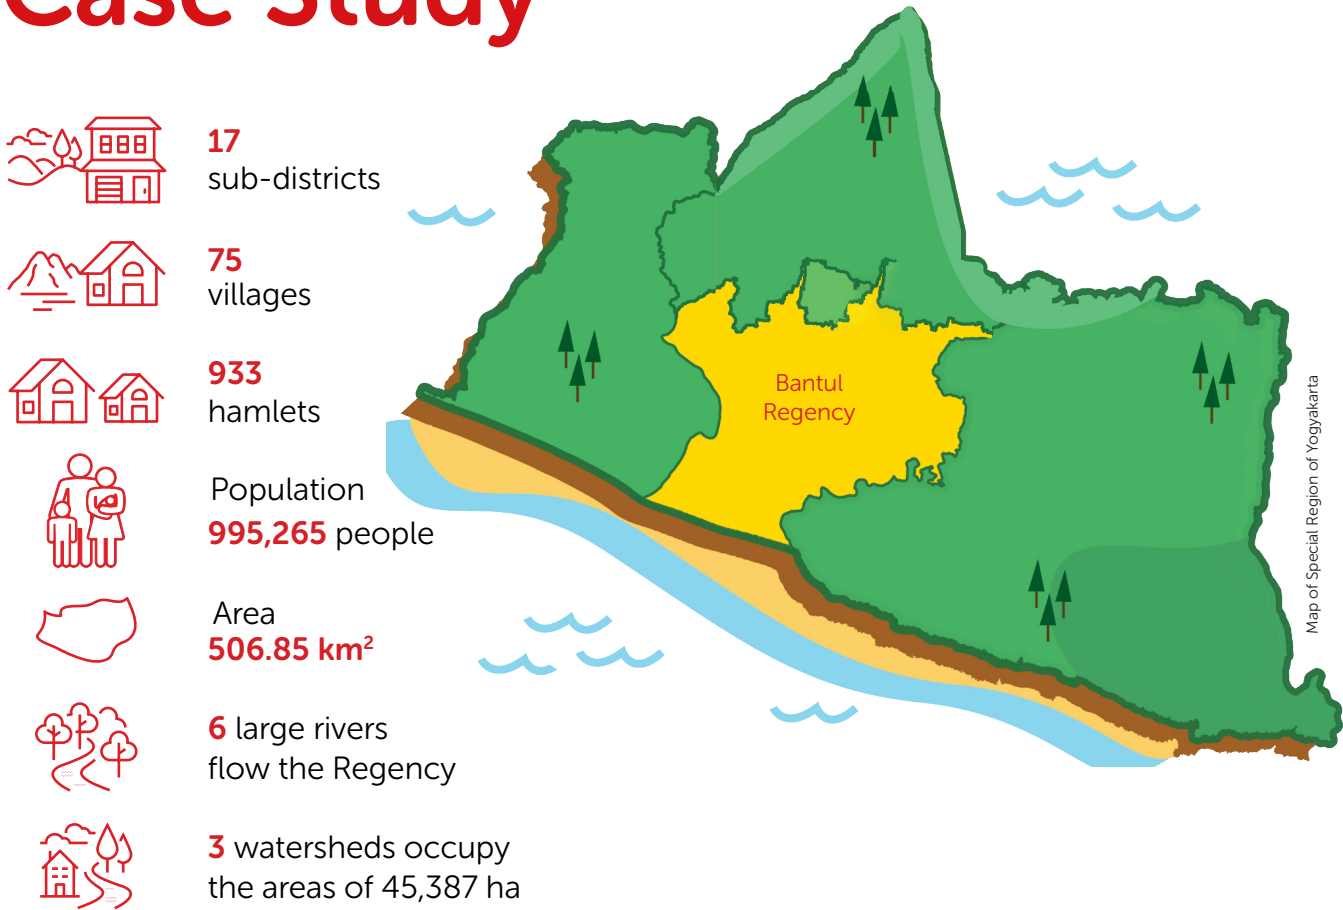 Case Study
17
sub-districts
75
villages
933
hamlets
Population
995,265 people
Area
506.85 km²
6 large rivers
flow the Regency
3 watersheds occupy
the areas of 45,387 ha
Bantul
Regency
Map of Special Region of Yogyakarta